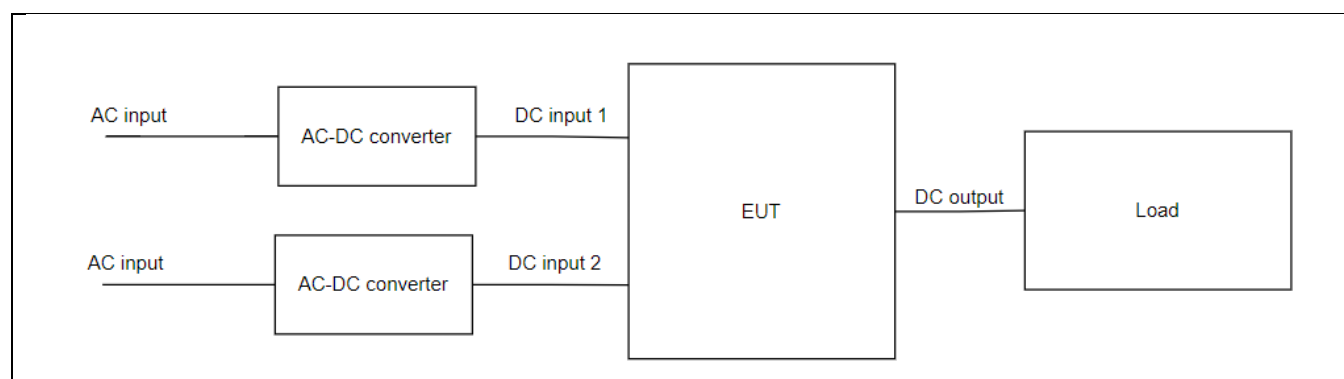 AC input
AC-DC converter
DC input 1
EUT
DC output
Load
AC input
AC-DC converter
DC input 2